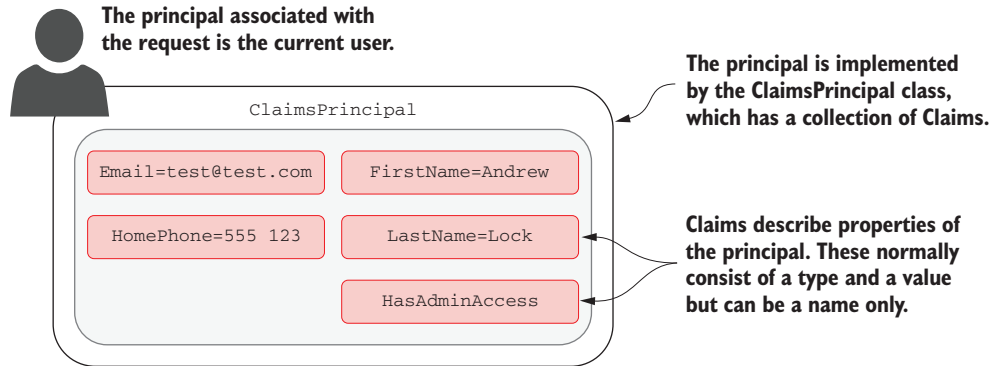 The principal associated with
the request is the current user.
The principal is implemented
by the ClaimsPrincipal class,
which has a collection of Claims.
ClaimsPrincipal
Email=test@test.com
FirstName=Andrew
HomePhone=555 123
LastName=Lock
HasAdminAccess
Claims describe properties of
the principal. These normally
consist of a type and a value
but can be a name only.